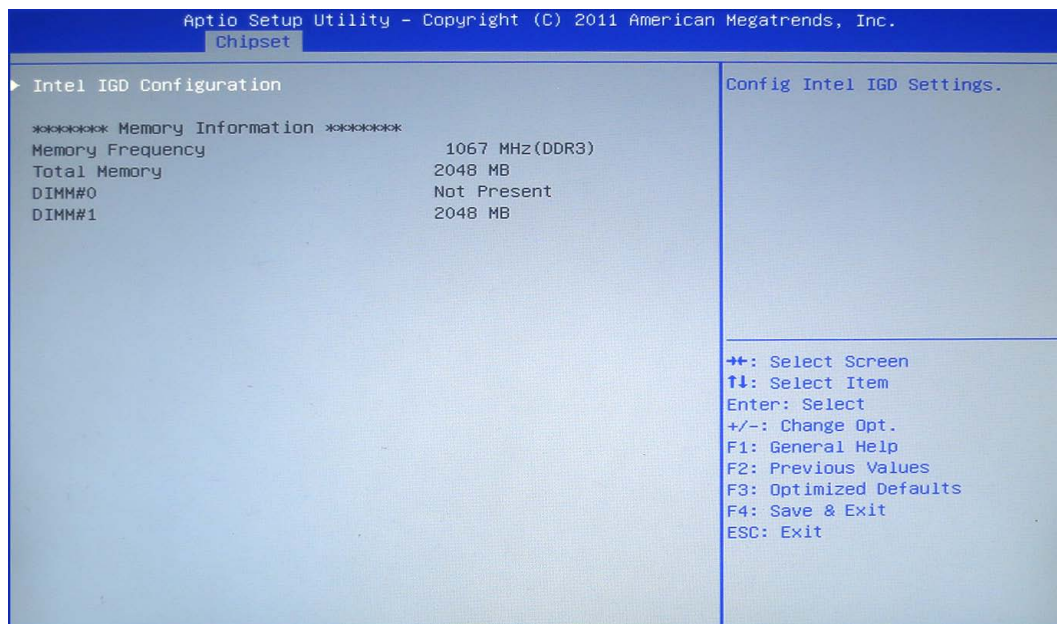 Aptio Setup Utility – Copyright (C) 2011 American Megatrends, Inc.
Chipset
▶ Intel IGD Configuration
******* Memory Information *******
Memory Frequency 1067 MHz(DDR3)
Total Memory 2048 MB
DIMM#0 Not Present
DIMM#1 2048 MB
Config Intel IGD Settings.
→←: Select Screen
↑↓: Select Item
Enter: Select
+/-: Change Opt.
F1: General Help
F2: Previous Values
F3: Optimized Defaults
F4: Save & Exit
ESC: Exit